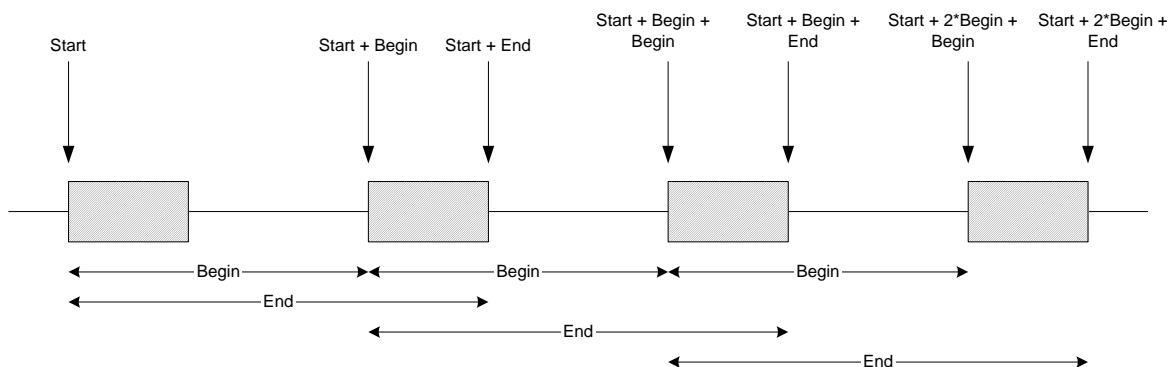 Start
Start + Begin
Start + End
Start + Begin +
Begin
Start + Begin +
End
Start + 2*Begin +
Begin
Start + 2*Begin +
End
Begin
Begin
Begin
End
End
End